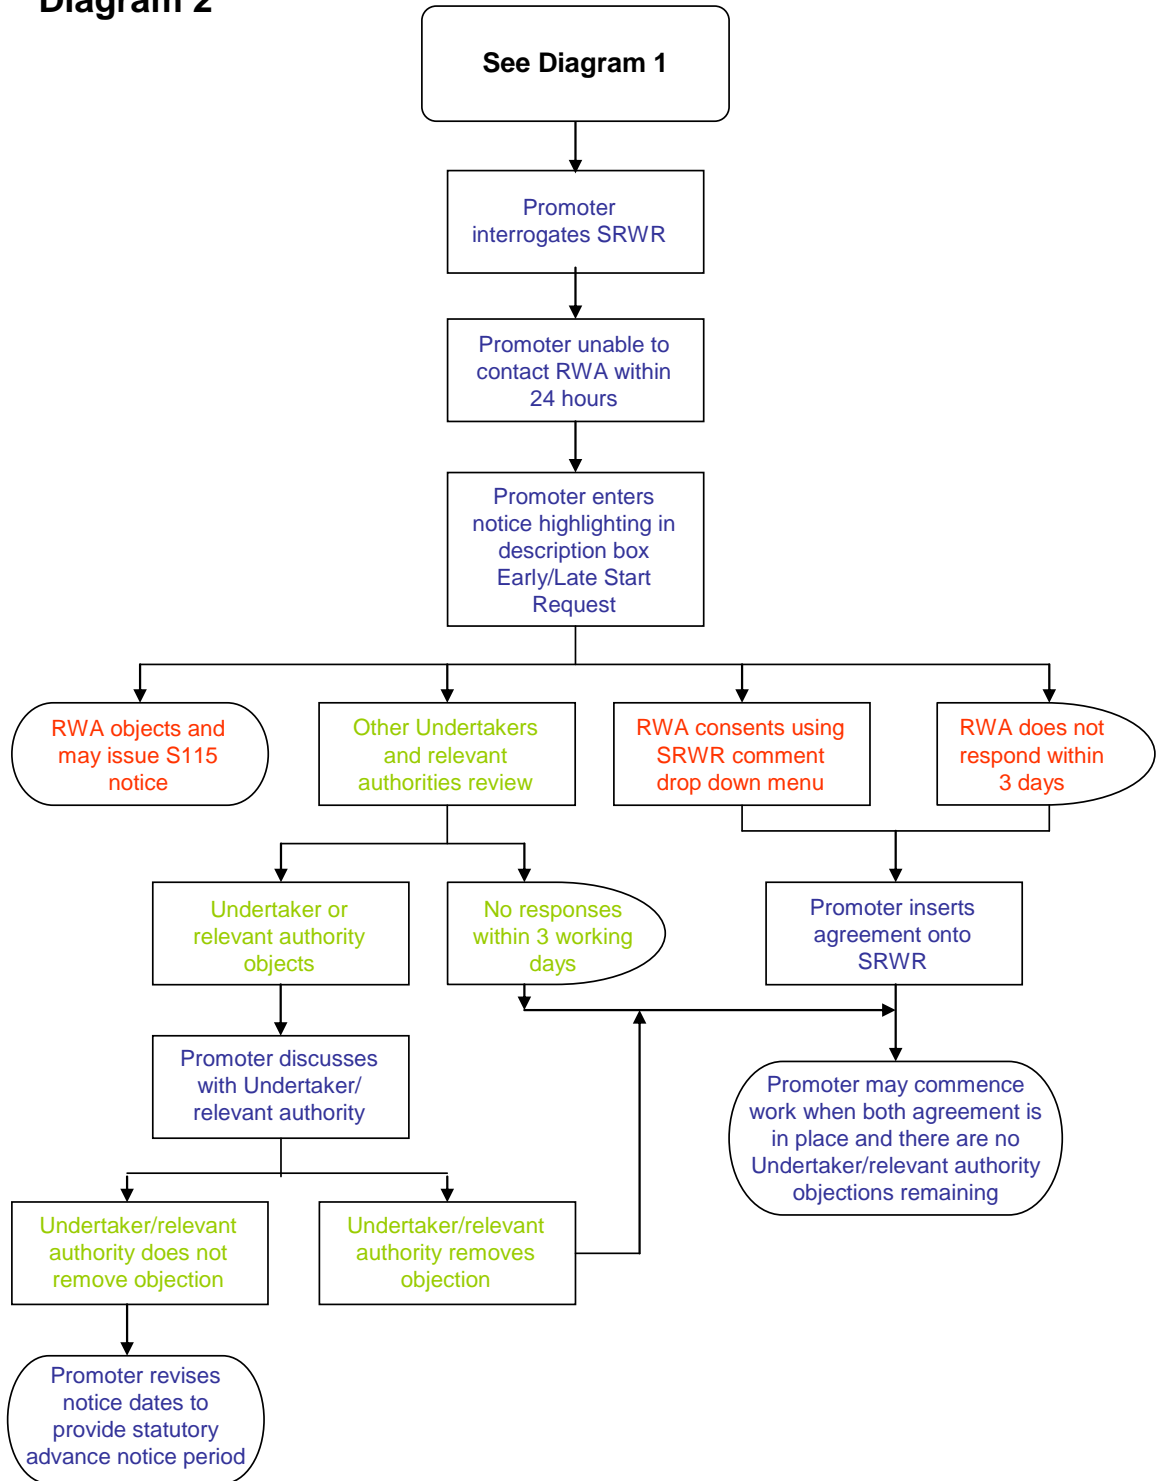 Diagram 2
See Diagram 1
Promoter
interrogates SRWR
Promoter unable to
contact RWA within
24 hours
Promoter enters
notice highlighting in
description box
Early/Late Start
Request
RWA objects and
may issue S115
notice
Other Undertakers
and relevant
authorities review
RWA consents using
SRWR comment
drop down menu
RWA does not
respond within
3 days
Undertaker or
relevant authority
objects
No responses
within 3 working
days
Promoter inserts
agreement onto
SRWR
Promoter discusses
with Undertaker/
relevant authority
Promoter may commence
work when both agreement is
in place and there are no
Undertaker/relevant authority
objections remaining
Undertaker/relevant
authority does not
remove objection
Undertaker/relevant
authority removes
objection
Promoter revises
notice dates to
provide statutory
advance notice period